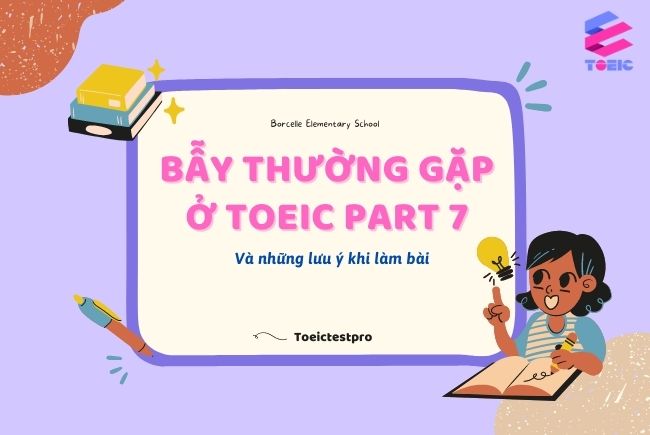 TOEIC
Borcelle Elementary School
BẪY THƯỜNG GẶP
Ở TOEIC PART 7
Và những lưu ý khi làm bài
Toeictestpro